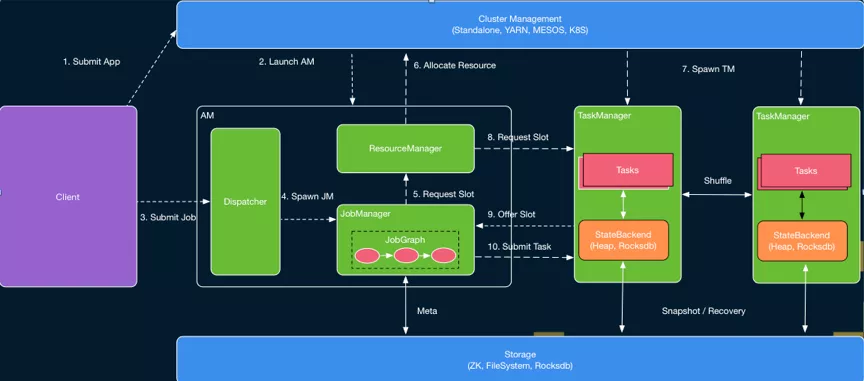 Cluster Management
(Standalone, YARN, MESOS, K8S)
1. Submit App
2. Launch AM
6. Allocate Resource
7. Spawn TM
AM
TaskManager
TaskManager
ResourceManager
8. Request Slot
Tasks
Tasks
Client
Dispatcher
4. Spawn JM
5. Request Slot
Shuffle
3. Submit Job
JobManager
9. Offer Slot
JobGraph
StateBackend
(Heap, Rocksdb)
StateBackend
(Heap, Rocksdb)
10. Submit Task
Meta
Snapshot / Recovery
Storage
(ZK, FileSystem, Rocksdb)